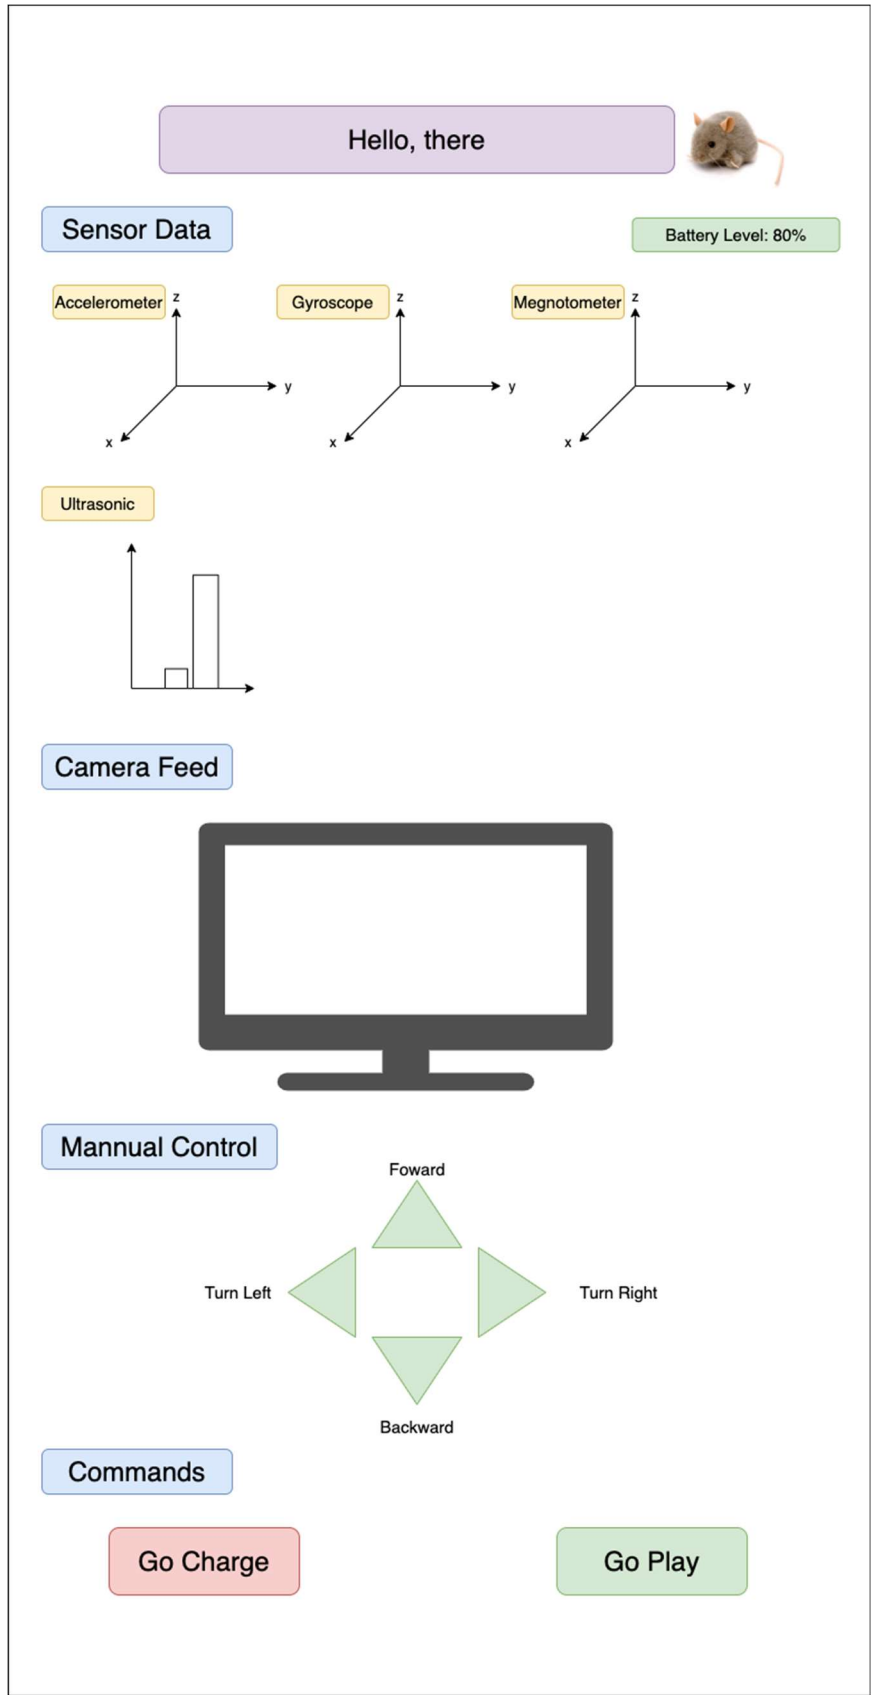 Hello, there
Sensor Data
Battery Level: 80%
Accelerometer
z
y
x
Gyroscope
z
y
x
Megnotometer
z
y
x
Ultrasonic
Camera Feed
Mannual Control
Foward
Turn Left
Turn Right
Backward
Commands
Go Charge
Go Play